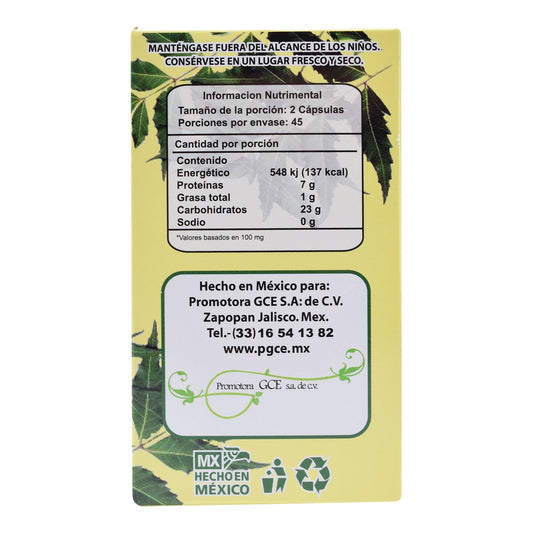 MANTÉNGASE FUERA DEL ALCANCE DE LOS NIÑOS.
CONSÉRVESE EN UN LUGAR FRESCO Y SECO.
Informacion Nutrimental
Tamaño de la porción: 2 Cápsulas
Porciones por envase: 45
Cantidad por porción
Contenido
Energético 548 kj (137 kcal)
Proteínas 7 g
Grasa total 1 g
Carbohidratos 23 g
Sodio 0 g
*Valores basados en 100 mg
Hecho en México para:
Promotora GCE S.A: de C.V.
Zapopan Jalisco. Mex.
Tel.-(33)16 54 13 82
www.pgce.mx
Promotora GCE s.a. de c.v.
MX
HECHO EN
MÉXICO